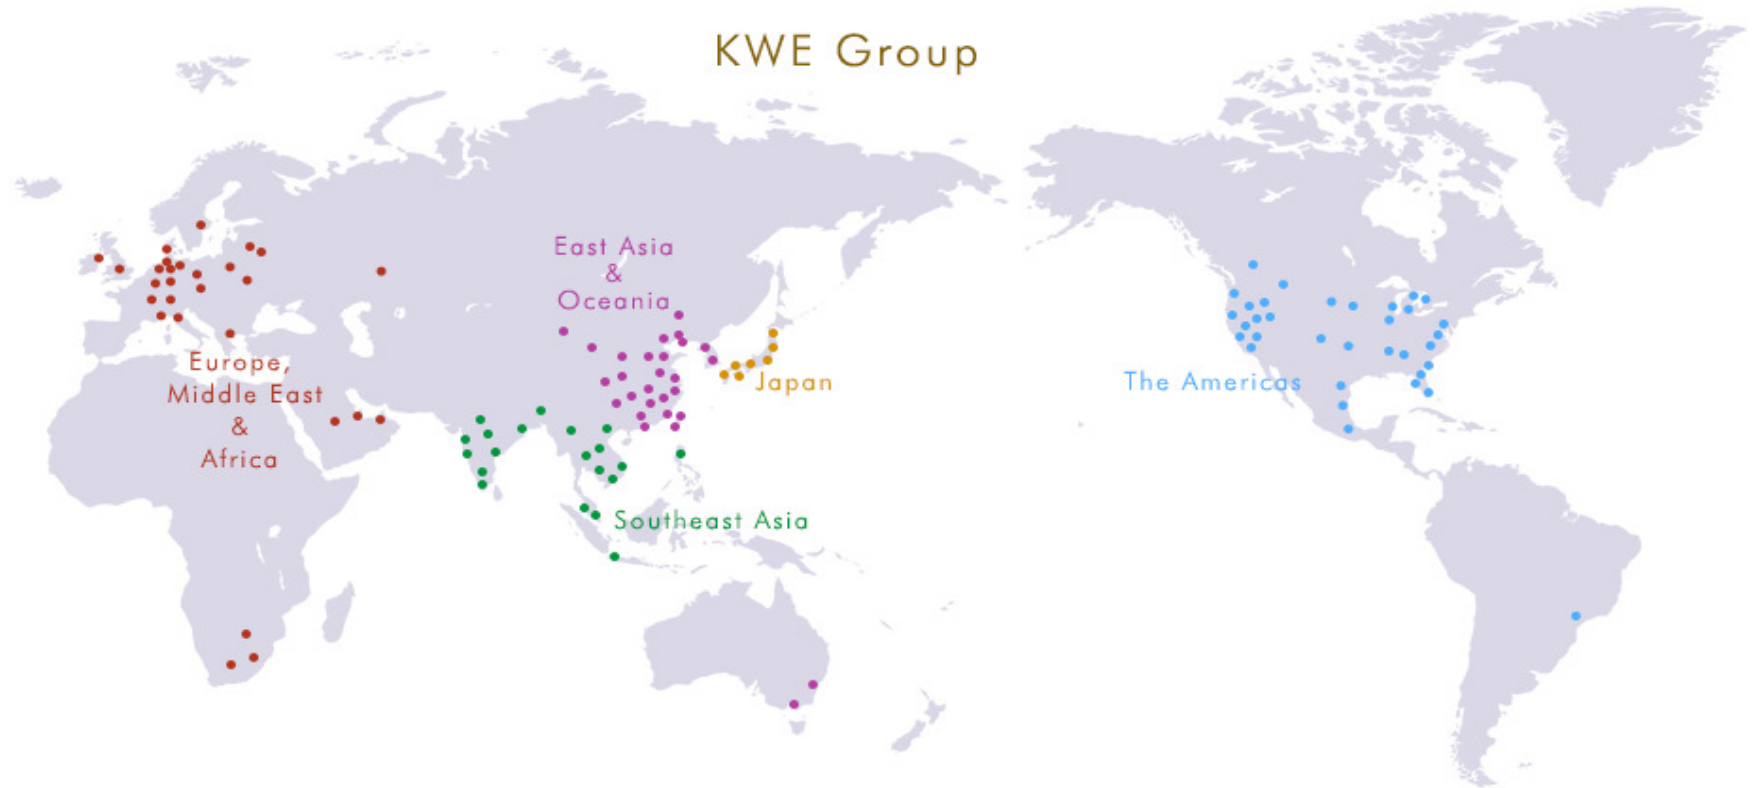 KWE Group
East Asia
&
Oceania
Europe,
Middle East
&
Africa
Japan
The Americas
Southeast Asia